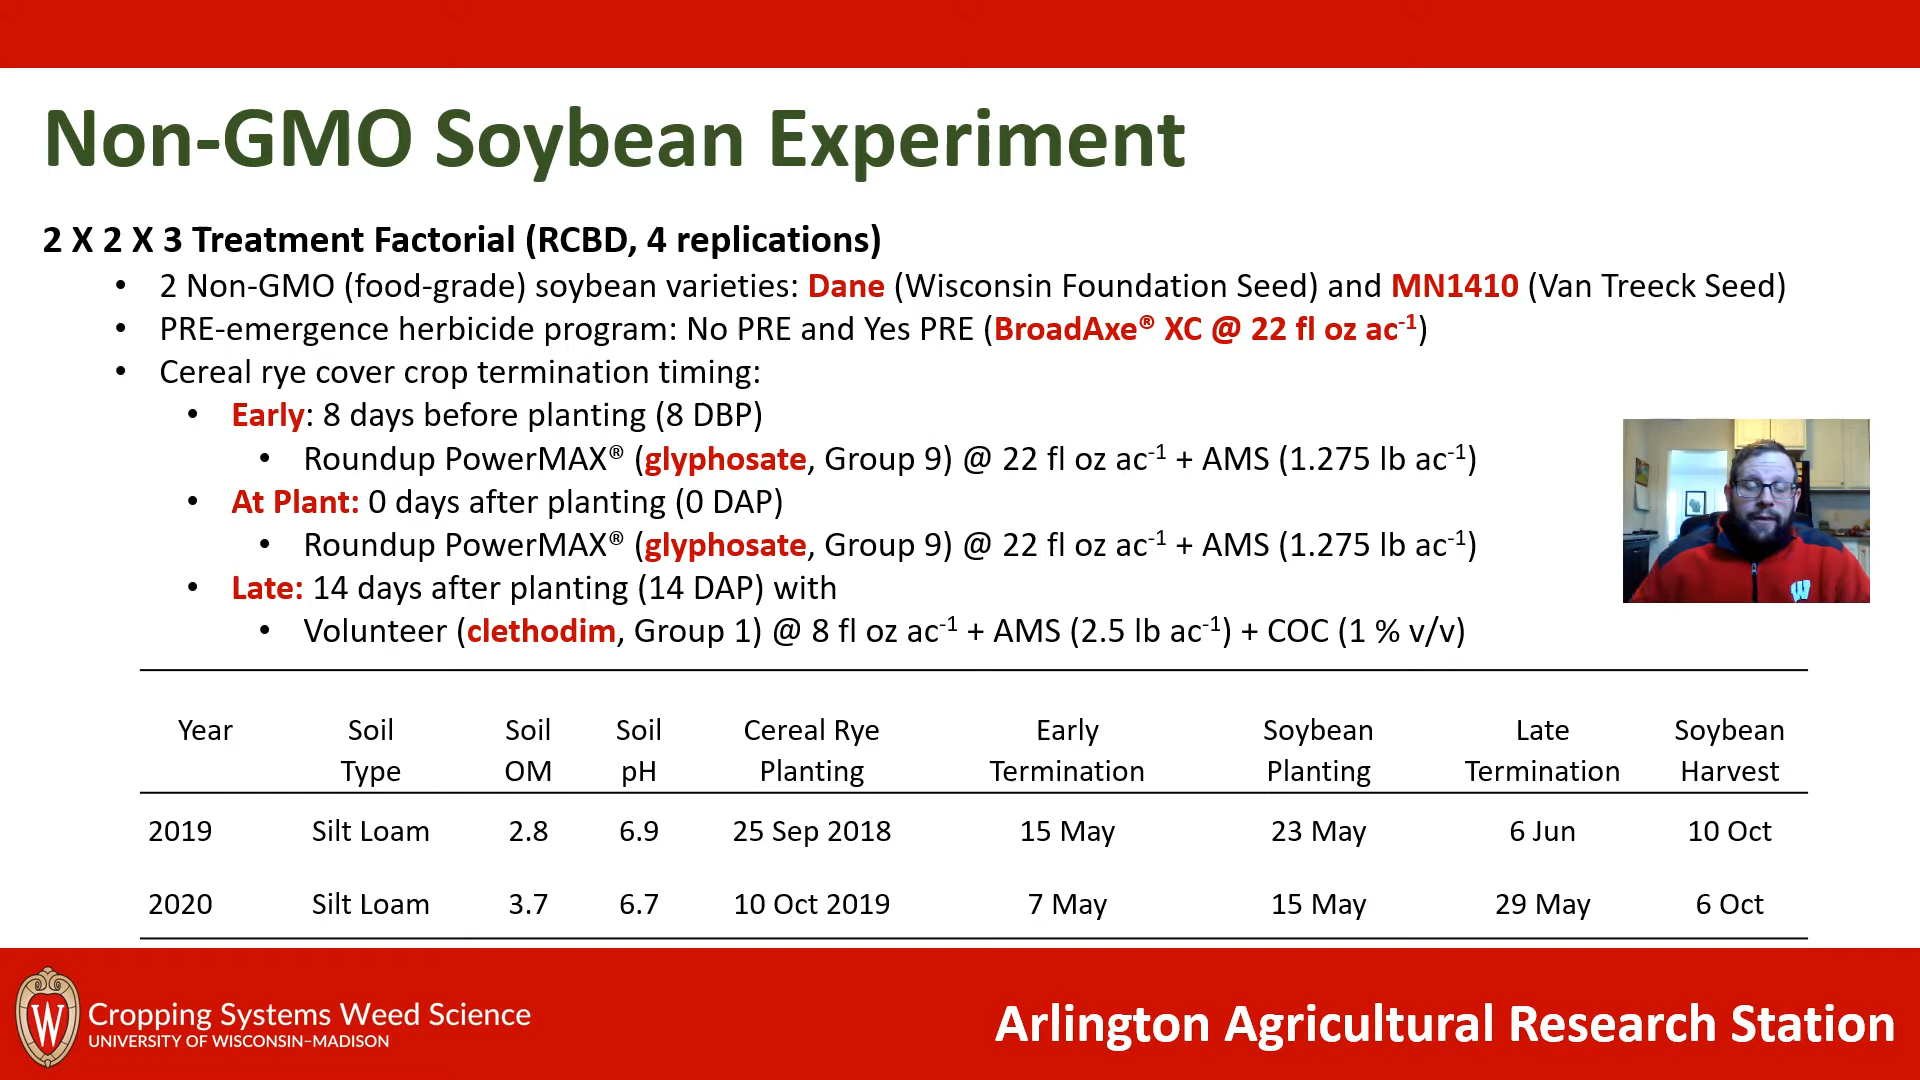 Non-GMO Soybean Experiment
2 X 2 X 3 Treatment Factorial (RCBD, 4 replications)
• 2 Non-GMO (food-grade) soybean varieties: Dane (Wisconsin Foundation Seed) and MN1410 (Van Treeck Seed)
• PRE-emergence herbicide program: No PRE and Yes PRE (BroadAxe® XC @ 22 fl oz ac⁻¹)
• Cereal rye cover crop termination timing:
• Early: 8 days before planting (8 DBP)
• Roundup PowerMAX® (glyphosate, Group 9) @ 22 fl oz ac⁻¹ + AMS (1.275 lb ac⁻¹)
• At Plant: 0 days after planting (0 DAP)
• Roundup PowerMAX® (glyphosate, Group 9) @ 22 fl oz ac⁻¹ + AMS (1.275 lb ac⁻¹)
• Late: 14 days after planting (14 DAP) with
• Volunteer (clethodim, Group 1) @ 8 fl oz ac⁻¹ + AMS (2.5 lb ac⁻¹) + COC (1 % v/v)
Year Soil Soil Soil Cereal Rye Early Soybean Late Soybean
Type OM pH Planting Termination Planting Termination Harvest
2019 Silt Loam 2.8 6.9 25 Sep 2018 15 May 23 May 6 Jun 10 Oct
2020 Silt Loam 3.7 6.7 10 Oct 2019 7 May 15 May 29 May 6 Oct
W
W
Cropping Systems Weed Science
UNIVERSITY OF WISCONSIN–MADISON
Arlington Agricultural Research Station